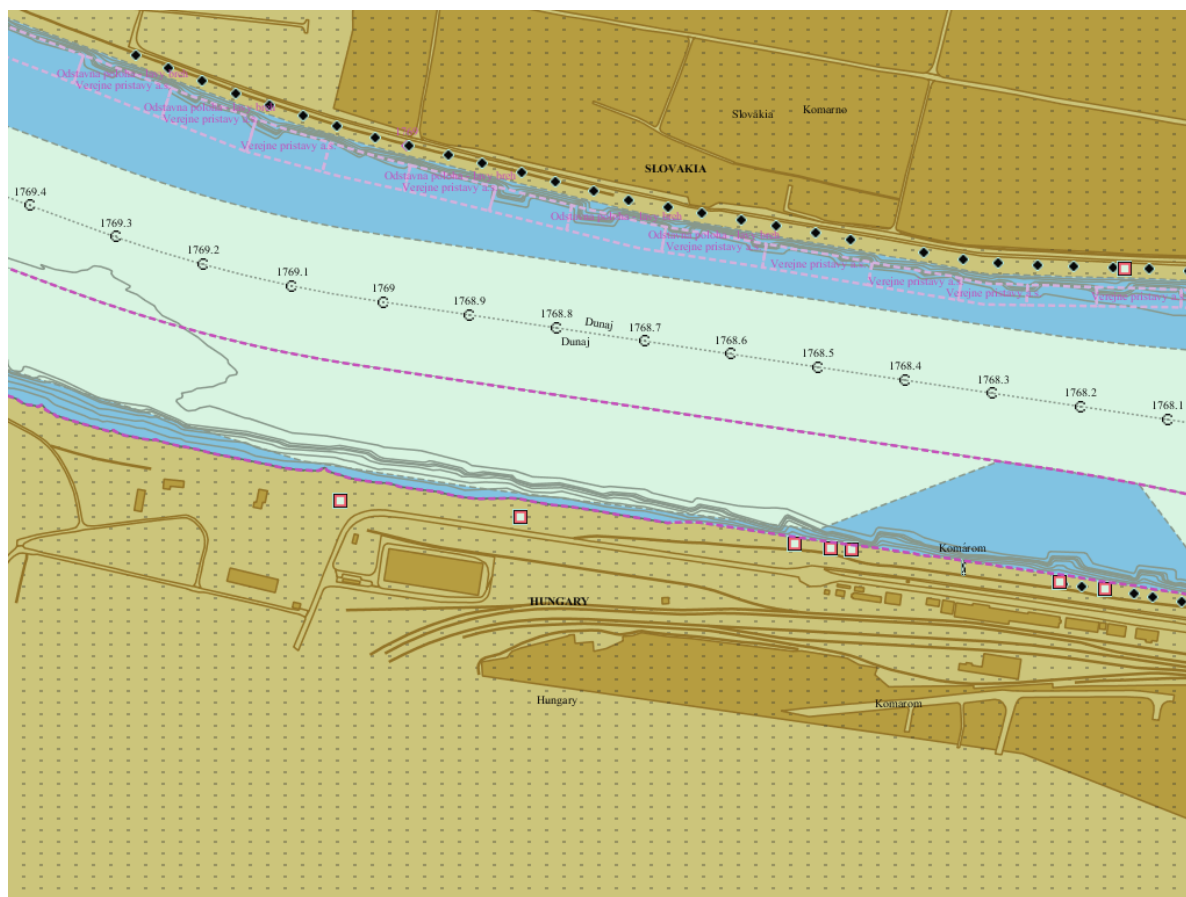 Odstavna poloha - lavy breh
Verejne pristavy a.s.
Odstavna poloha - lavy breh
Verejne pristavy a.s.
Slovakia
Komarno
Verejne pristavy a.s.
1769
SLOVAKIA
Odstavna poloha - lavy breh
Verejne pristavy a.s.
Odstavna poloha - lavy breh
Odstavna poloha - lavy breh
Verejne pristavy a.s.
Verejne pristavy a.s.
Verejne pristavy a.s.
Verejne pristavy a.s.
Verejne pristavy a.s.
1769.4
1769.3
1769.2
1769.1
1769
1768.9
1768.8
Dunaj
Dunaj
1768.7
1768.6
1768.5
1768.4
1768.3
1768.2
1768.1
Komarom
HUNGARY
Hungary
Komarom